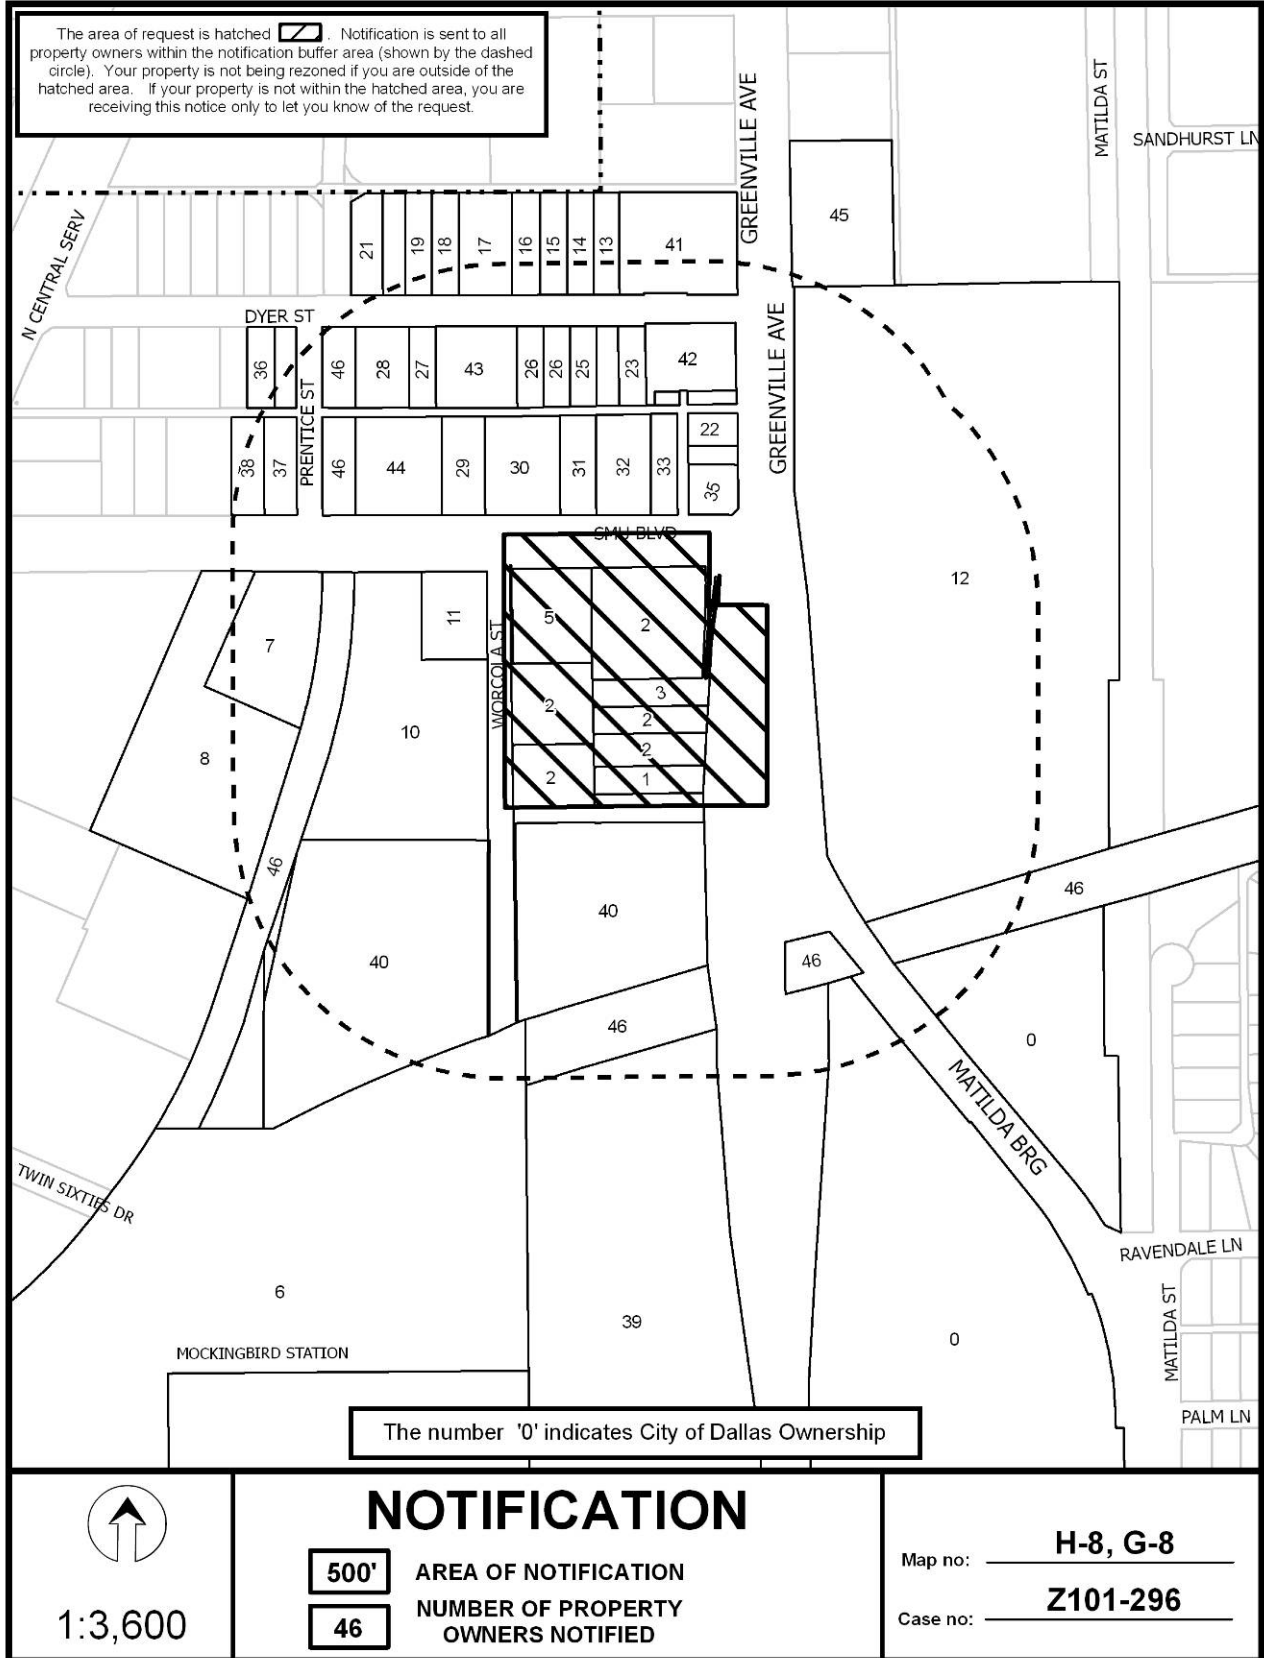 The area of request is hatched . Notification is sent to all
property owners within the notification buffer area (shown by the dashed
circle). Your property is not being rezoned if you are outside of the
hatched area. If your property is not within the hatched area, you are
receiving this notice only to let you know of the request.
GREENVILLE AVE
MATILDA ST
SANDHURST LN
N CENTRAL SERV
45
21
19
18
17
16
15
14
13
41
DYER ST
GREENVILLE AVE
36
PRENTICE ST
46
28
27
43
26
26
25
23
42
38
37
46
44
29
30
31
32
33
22
35
SMU BLVD
12
7
11
WORCOLA ST
5
2
3
2
2
2
2
1
10
8
46
40
40
46
46
46
0
MATILDA BRG
TWIN SIXTIES DR
RAVENDALE LN
6
39
0
MATILDA ST
MOCKINGBIRD STATION
PALM LN
The number '0' indicates City of Dallas Ownership
1:3,600
NOTIFICATION
500' AREA OF NOTIFICATION
46 NUMBER OF PROPERTY
OWNERS NOTIFIED
Map no: H-8, G-8
Case no: Z101-296